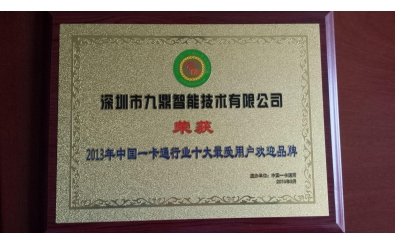 深圳市九鼎智能技术有限公司
荣获
2013年中国一卡通行业十大最受用户欢迎品牌